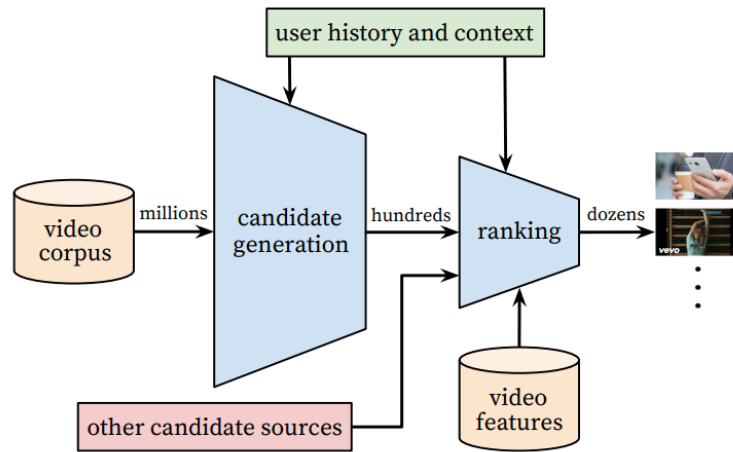 user history and context
millions
hundreds
dozens
video
corpus
candidate
generation
ranking
vevo
other candidate sources
video
features